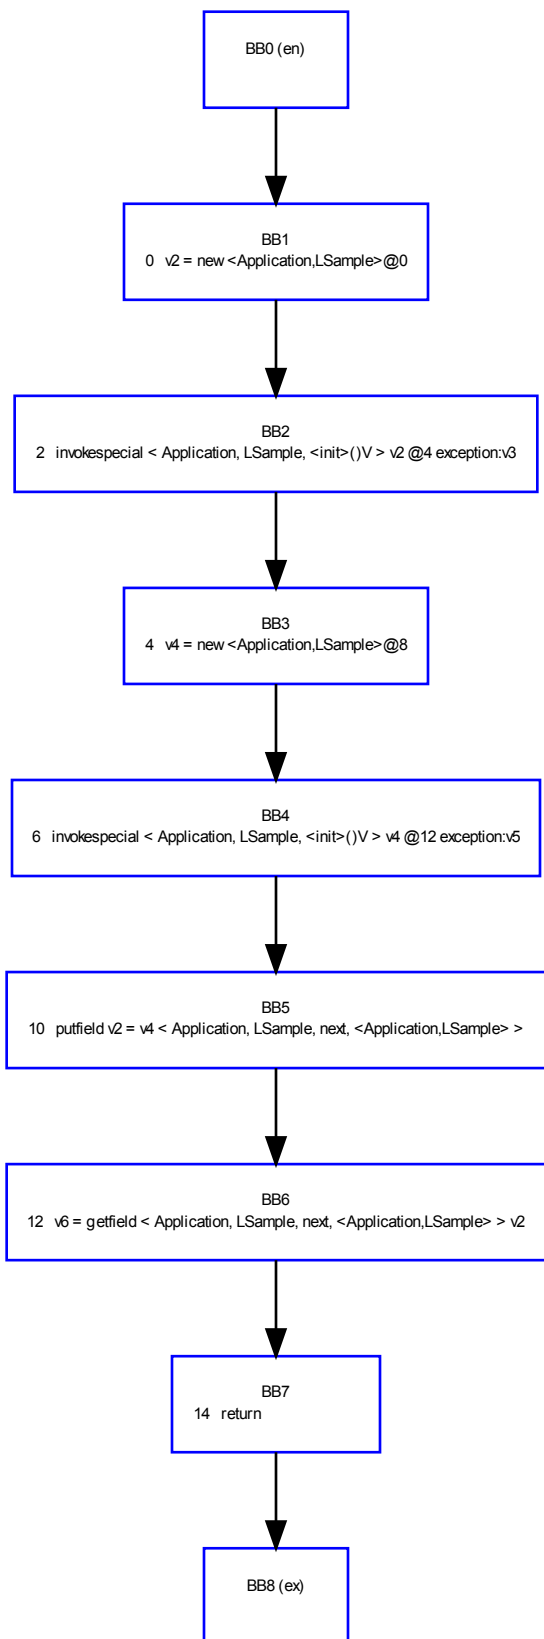 BB0 (en)
BB1
0 v2 = new <Application,LSample>@0
BB2
2 invokespecial < Application, LSample, <init>()V > v2 @4 exception:v3
BB3
4 v4 = new <Application,LSample>@8
BB4
6 invokespecial < Application, LSample, <init>()V > v4 @12 exception:v5
BB5
10 putfield v2 = v4 < Application, LSample, next, <Application,LSample> >
BB6
12 v6 = getfield < Application, LSample, next, <Application,LSample> > v2
BB7
14 return
BB8 (ex)